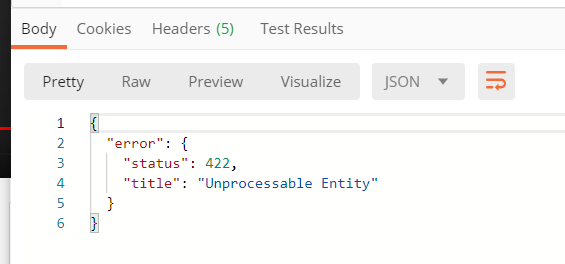 Body Cookies Headers (5) Test Results
Pretty Raw Preview Visualize JSON
1 {
2 "error": {
3 "status": 422,
4 "title": "Unprocessable Entity"
5 }
6 }